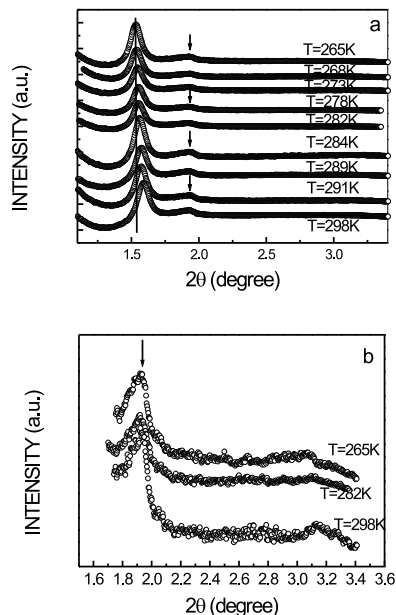 a
T=265K
T=268K
T=273K
T=278K
T=282K
T=284K
T=289K
T=291K
T=298K
INTENSITY (a.u.)
1.5 2.0 2.5 3.0
2θ (degree)
b
T=265K
T=282K
T=298K
INTENSITY (a.u.)
1.6 1.8 2.0 2.2 2.4 2.6 2.8 3.0 3.2 3.4 3.6
2θ (degree)